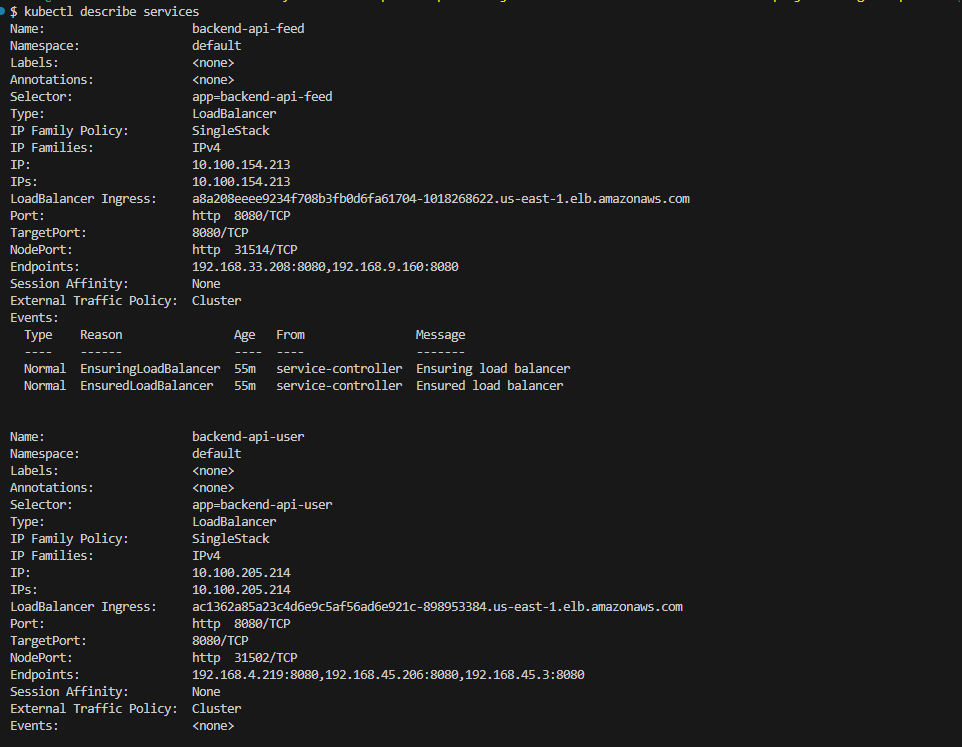 $ kubectl describe services
Name:                     backend-api-feed
Namespace:                default
Labels:                   <none>
Annotations:              <none>
Selector:                 app=backend-api-feed
Type:                     LoadBalancer
IP Family Policy:         SingleStack
IP Families:              IPv4
IP:                       10.100.154.213
IPs:                      10.100.154.213
LoadBalancer Ingress:     a8a208eeee9234f708b3fb0d6fa61704-1018268622.us-east-1.elb.amazonaws.com
Port:                     http  8080/TCP
TargetPort:               8080/TCP
NodePort:                 http  31514/TCP
Endpoints:                192.168.33.208:8080,192.168.9.160:8080
Session Affinity:         None
External Traffic Policy:  Cluster
Events:
  Type    Reason                Age   From                Message
  ----    ------                ----  ----                -------
  Normal  EnsuringLoadBalancer  55m   service-controller  Ensuring load balancer
  Normal  EnsuredLoadBalancer   55m   service-controller  Ensured load balancer
Name:                     backend-api-user
Namespace:                default
Labels:                   <none>
Annotations:              <none>
Selector:                 app=backend-api-user
Type:                     LoadBalancer
IP Family Policy:         SingleStack
IP Families:              IPv4
IP:                       10.100.205.214
IPs:                      10.100.205.214
LoadBalancer Ingress:     ac1362a85a23c4d6e9c5af56ad6e921c-898953384.us-east-1.elb.amazonaws.com
Port:                     http  8080/TCP
TargetPort:               8080/TCP
NodePort:                 http  31502/TCP
Endpoints:                192.168.4.219:8080,192.168.45.206:8080,192.168.45.3:8080
Session Affinity:         None
External Traffic Policy:  Cluster
Events:                   <none>